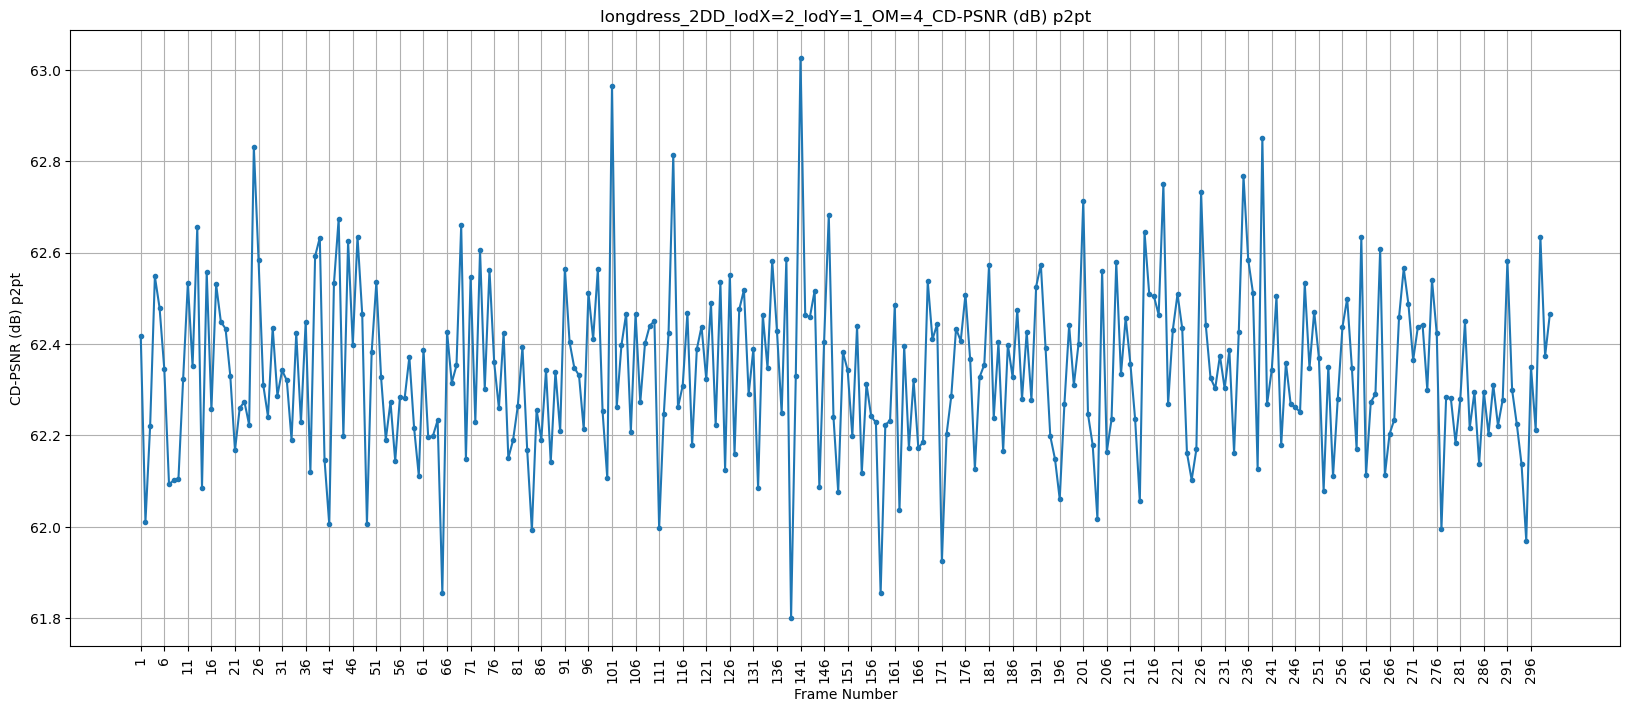 longdress_2DD_lodX=2_lodY=1_OM=4_CD-PSNR (dB) p2pt
CD-PSNR (dB) p2pt
63.0
62.8
62.6
62.4
62.2
62.0
61.8
1 6 11 16 21 26 31 36 41 46 51 56 61 66 71 76 81 86 91 96 101 106 111 116 121 126 131 136 141 146 151 156 161 166 171 176 181 186 191 196 201 206 211 216 221 226 231 236 241 246 251 256 261 266 271 276 281 286 291 296
Frame Number